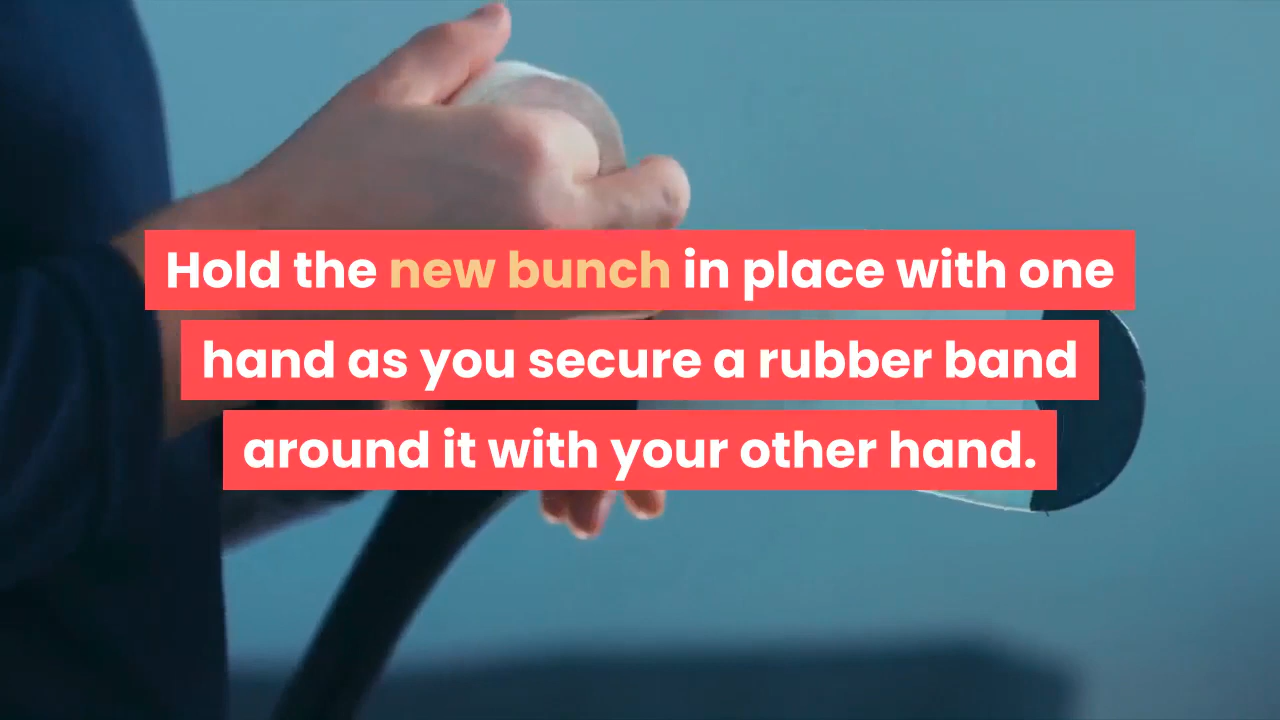 Hold the new bunch in place with one
hand as you secure a rubber band
around it with your other hand.